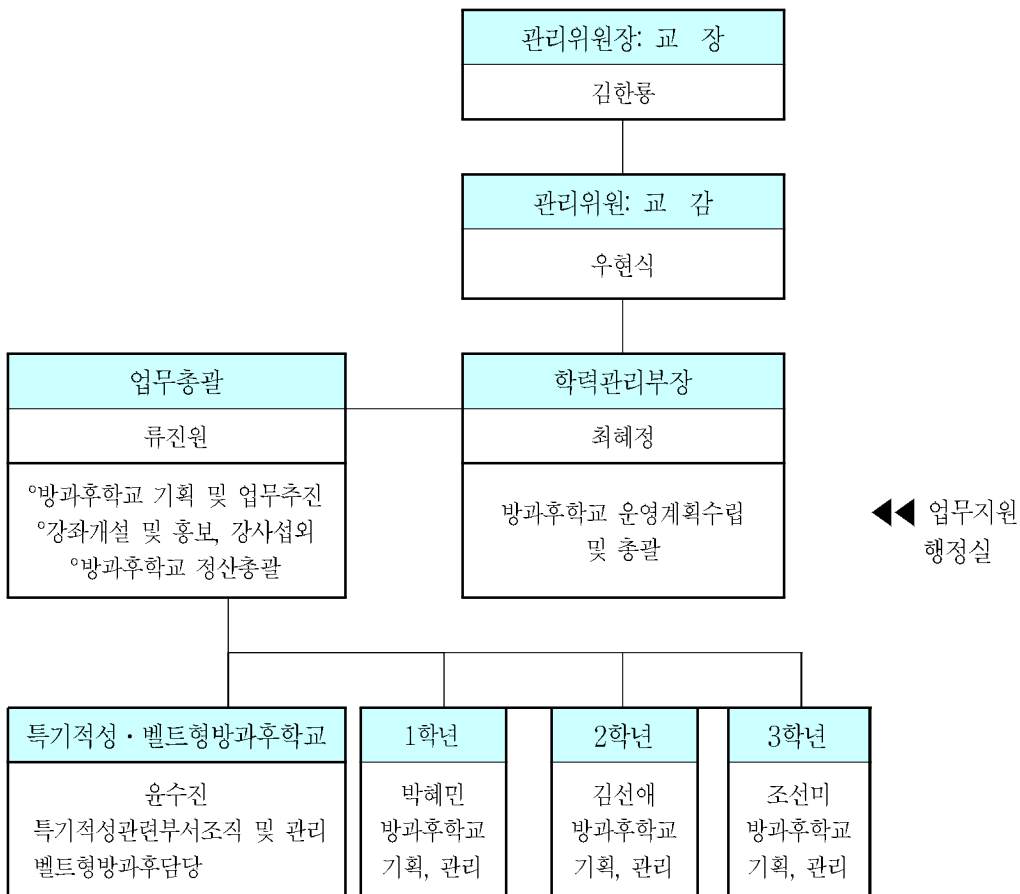 관리위원장: 교 장
김한룡
관리위원: 교 감
우현식
업무총괄
류진원
°방과후학교 기획 및 업무추진
°강좌개설 및 홍보, 강사섭외
°방과후학교 정산총괄
학력관리부장
최혜정
방과후학교 운영계획수립
및 총괄
◀◀ 업무지원
행정실
특기적성·벨트형방과후학교
윤수진
특기적성관련부서조직 및 관리
벨트형방과후담당
1학년
박혜민
방과후학교
기획, 관리
2학년
김선애
방과후학교
기획, 관리
3학년
조선미
방과후학교
기획, 관리